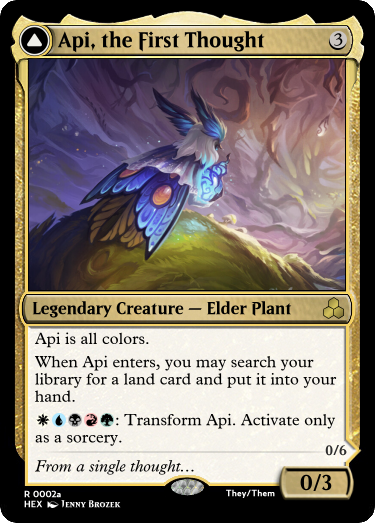 Api, the First Thought 3
Legendary Creature — Elder Plant
Api is all colors.
When Api enters, you may search your
library for a land card and put it into your
hand.
: Transform Api. Activate only
as a sorcery.
0/6
From a single thought...
0/3
R 0002a
HEX Jenny Brozek
They/Them